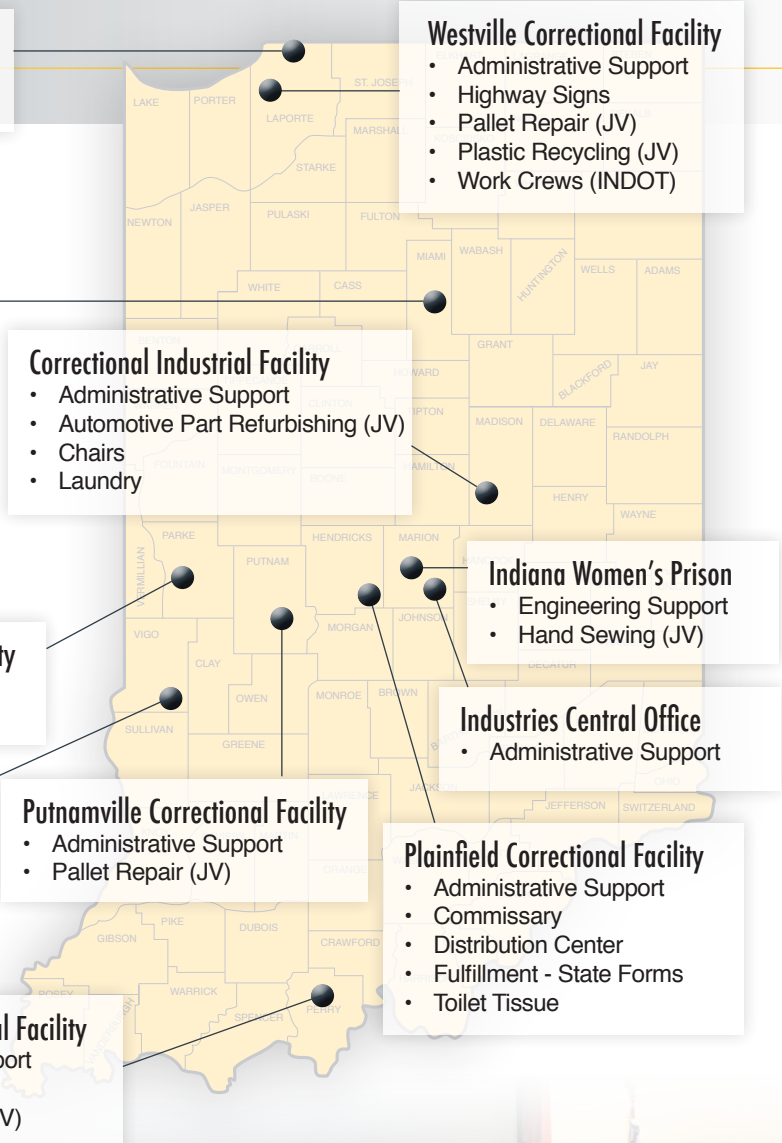 Westville Correctional Facility
• Administrative Support
• Highway Signs
• Pallet Repair (JV)
• Plastic Recycling (JV)
• Work Crews (INDOT)
ST. JOSEPH
LAKE
PORTER
LAPORTE
MARSHALL
STARKE
JASPER
NEWTON
PULASKI
FULTON
MIAMI
WABASH
HUNTINGTON
WELLS
ADAMS
WHITE
CASS
BENTON
GRANT
Correctional Industrial Facility
• Administrative Support
• Automotive Part Refurbishing (JV)
• Chairs
• Laundry
HOWARD
BLACKFORD
JAY
CLINTON
TIPTON
MADISON
DELAWARE
RANDOLPH
FOUNTAIN
MONTGOMERY
BOONE
HAMILTON
HENRY
WAYNE
PARKE
HENDRICKS
MARION
VERMILLIAN
PUTNAM
Indiana Women's Prison
• Engineering Support
• Hand Sewing (JV)
VIGO
MORGAN
JOHNSON
ty
CLAY
DECATUR
OWEN
MONROE
BROWN
SULLIVAN
GREENE
Industries Central Office
• Administrative Support
LAWRENCE
JACKSON
OHIO
JEFFERSON
SWITZERLAND
Putnamville Correctional Facility
• Administrative Support
• Pallet Repair (JV)
ORANGE
Plainfield Correctional Facility
• Administrative Support
• Commissary
• Distribution Center
• Fulfillment - State Forms
• Toilet Tissue
PIKE
GIBSON
DUBOIS
CRAWFORD
POSEY
WARRICK
SPENCER
PERRY
l Facility
port
V)